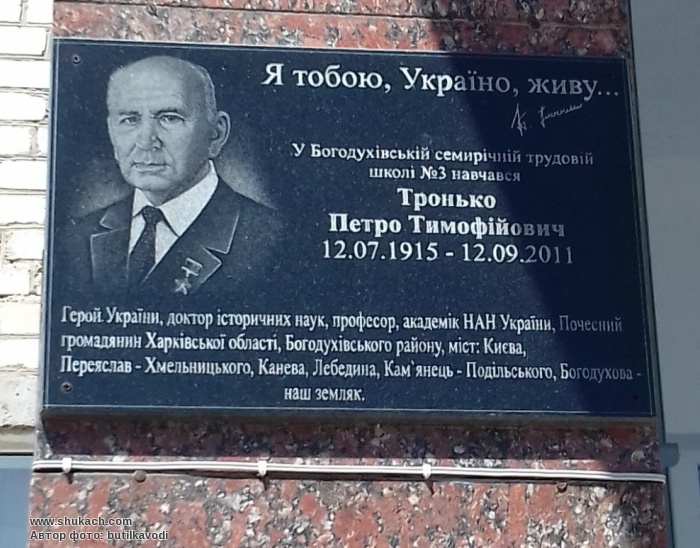 Я тобою, Україно, живу...
У Богодухівській семирічній трудовій
школі №3 навчався
Тронько
Петро Тимофійович
12.07.1915 - 12.09.2011
Герой України, доктор історичних наук, професор, академік НАН України, Почесний
громадянин Харківської області, Богодухівського району, міст: Києва,
Переяслав - Хмельницького, Канева, Лебедина, Кам'янець - Подільського, Богодухова -
наш земляк.
www.shukach.com
Автор фото: butilkavodi